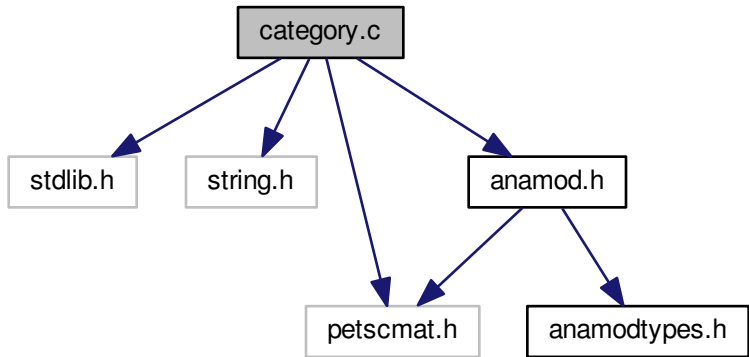 category.c
stdlib.h
string.h
anamod.h
petscmat.h
anamodtypes.h